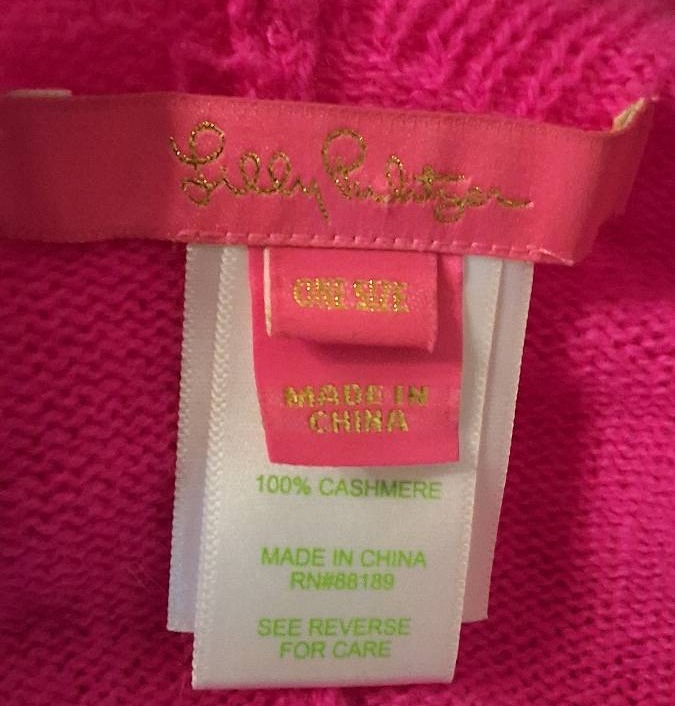 Lilly Pulitzer
ONE SIZE
MADE IN
CHINA
100% CASHMERE
MADE IN CHINA
RN#88189
SEE REVERSE
FOR CARE